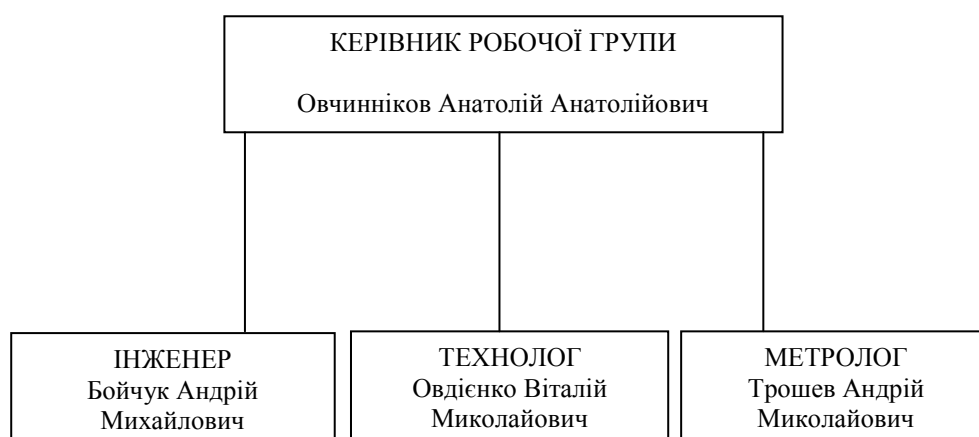 КЕРІВНИК РОБОЧОЇ ГРУПИ
Овчинніков Анатолій Анатолійович
ІНЖЕНЕР
Бойчук Андрій
Михайлович
ТЕХНОЛОГ
Овдієнко Віталій
Миколайович
МЕТРОЛОГ
Трошев Андрій
Миколайович